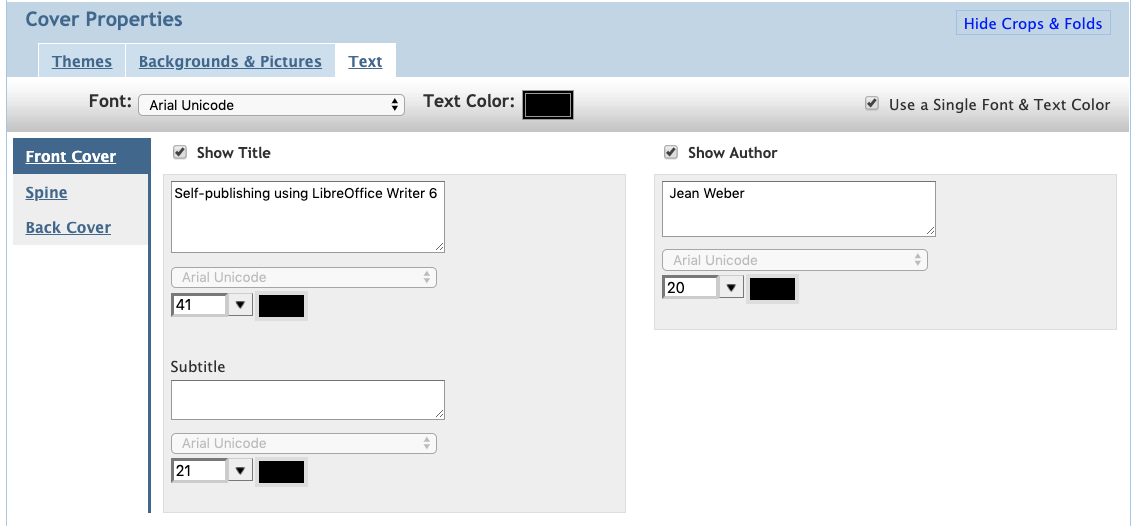 Cover Properties
Hide Crops & Folds
Themes
Backgrounds & Pictures
Text
Font:
Arial Unicode
Text Color:
Use a Single Font & Text Color
Front Cover
Spine
Back Cover
Show Title
Self-publishing using LibreOffice Writer 6
Arial Unicode
41
Subtitle
Arial Unicode
21
Show Author
Jean Weber
Arial Unicode
20